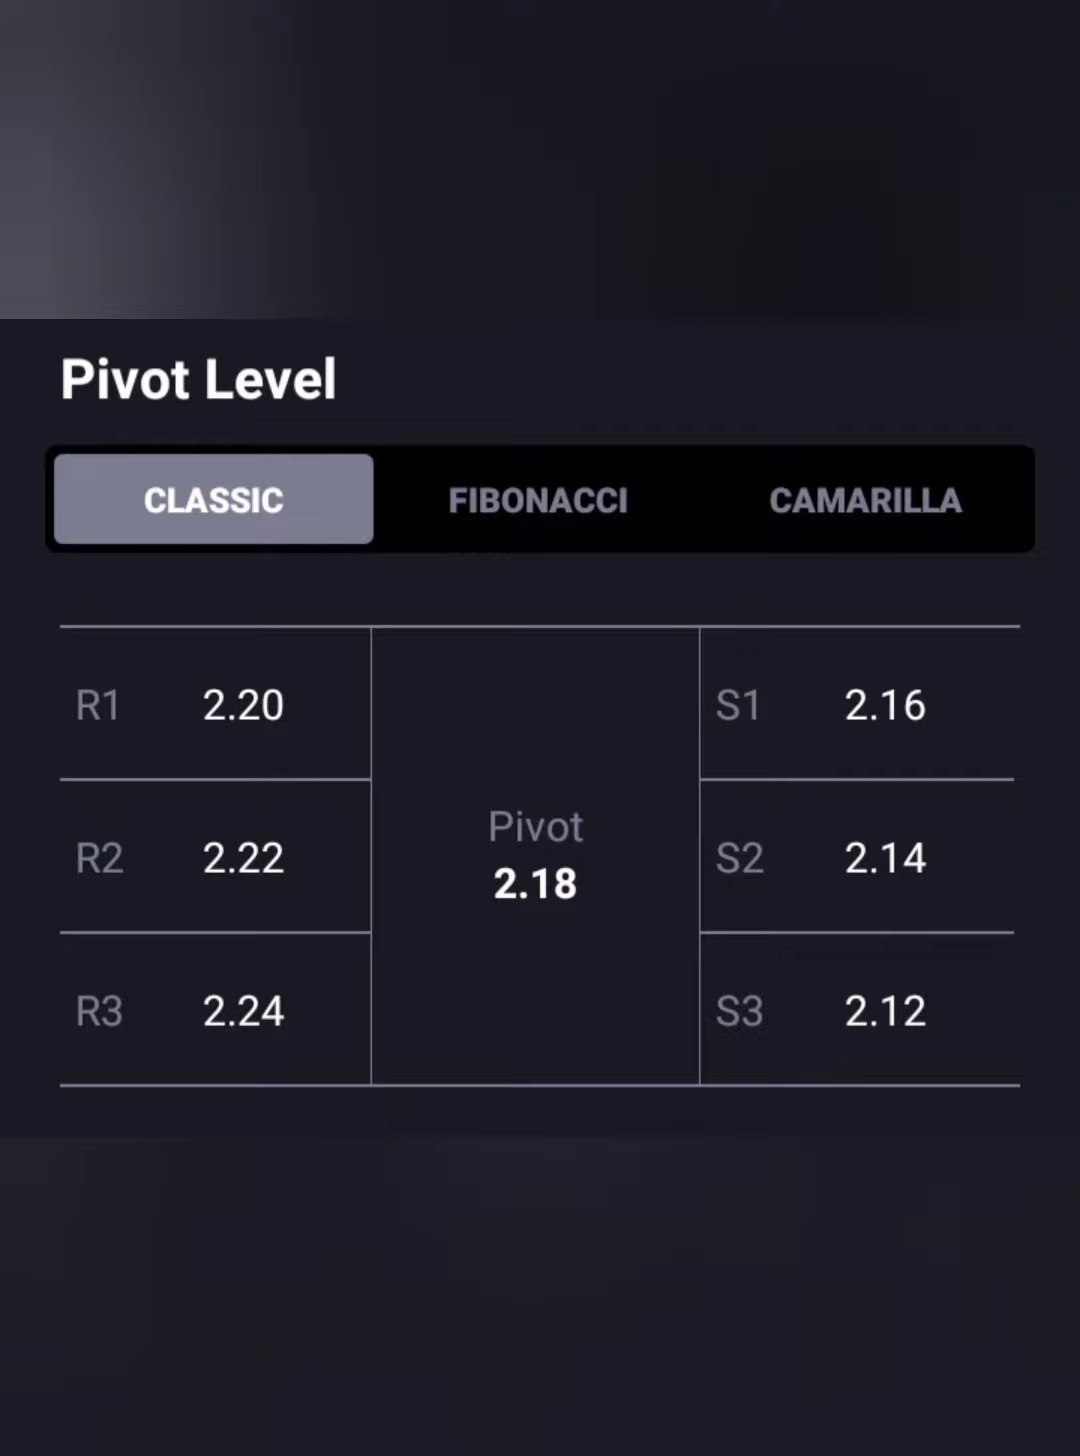 Pivot Level
CLASSIC FIBONACCI CAMARILLA
R1 2.20 S1 2.16
Pivot
R2 2.22 2.18 S2 2.14
R3 2.24 S3 2.12